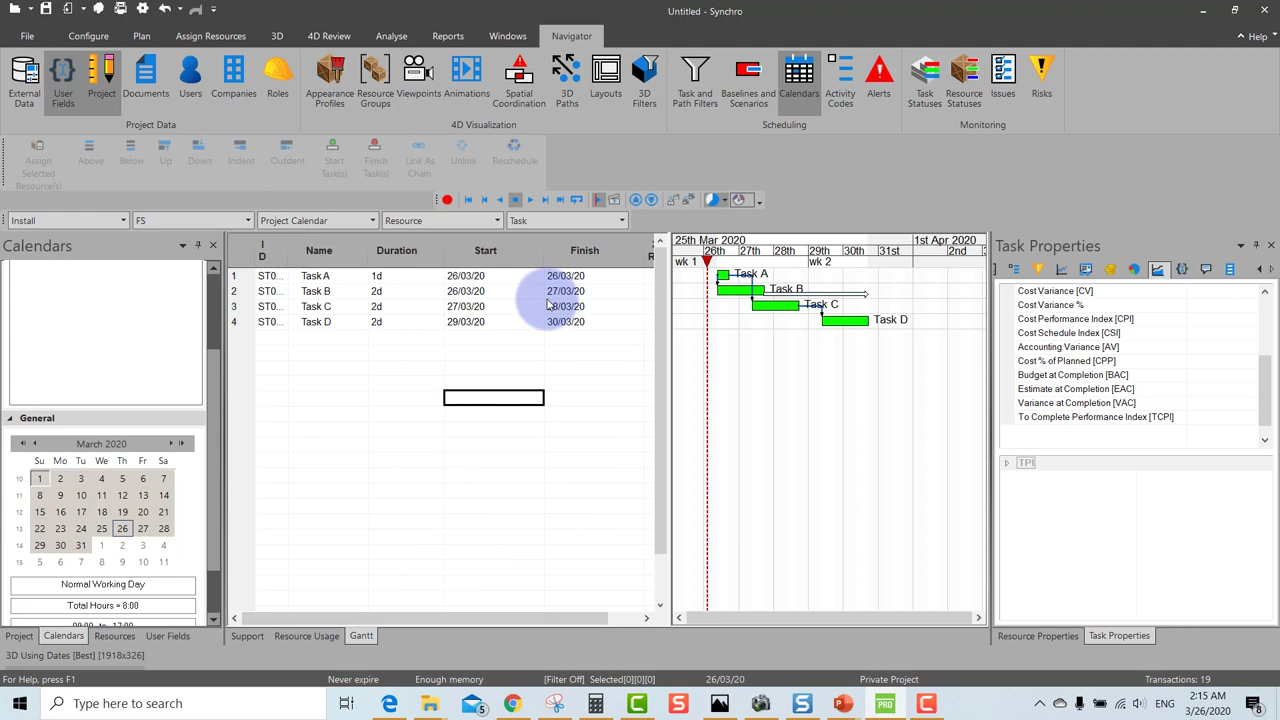 Untitled - Synchro
File Configure Plan Assign Resources 3D 4D Review Analyse Reports Windows Navigator Help
External Data User Fields Project Documents Users Companies Roles Appearance Profiles Resource Groups Viewpoints Animations Spatial Coordination 3D Paths Layouts 3D Filters Task and Path Filters Baselines and Scenarios Calendars Activity Codes Alerts Task Statuses Resource Statuses Issues Risks
Project Data 4D Visualization Scheduling Monitoring
Assign Selected Resource(s) Above Below Up Down Indent Outdent Start Task(s) Finish Task(s) Link As Chain Unlink Reschedule
Install FS Project Calendar Resource Task
Calendars
General
March 2020
Su Mo Tu We Th Fr Sa
10 1 2 3 4 5 6 7
11 8 9 10 11 12 13 14
12 15 16 17 18 19 20 21
13 22 23 24 25 26 27 28
14 29 30 31 1 2 3 4
15 5 6 7 8 9 10 11
Normal Working Day
Total Hours = 8:00
Project Calendars Resources User Fields
ID Name Duration Start Finish
1 ST0... Task A 1d 26/03/20 26/03/20
2 ST0... Task B 2d 26/03/20 27/03/20
3 ST0... Task C 2d 27/03/20 28/03/20
4 ST0... Task D 2d 29/03/20 30/03/20
Support Resource Usage Gantt
25th Mar 2020 1st Apr 2020
26th 27th 28th 29th 30th 31st 2nd
wk 1 wk 2
Task A
Task B
Task C
Task D
Task Properties
Cost Variance [CV]
Cost Variance %
Cost Performance Index [CPI]
Cost Schedule Index [CSI]
Accounting Variance [AV]
Cost % of Planned [CPP]
Budget at Completion [BAC]
Estimate at Completion [EAC]
Variance at Completion [VAC]
To Complete Performance Index [TCPI]
TPI
Resource Properties Task Properties
3D Using Dates [Best] [1918x326]
For Help, press F1 Never expire Enough memory [Filter Off] Selected[0][0][0] 26/03/20 Private Project Transactions: 19
Type here to search
5
ENG
2:15 AM
3/26/2020
8